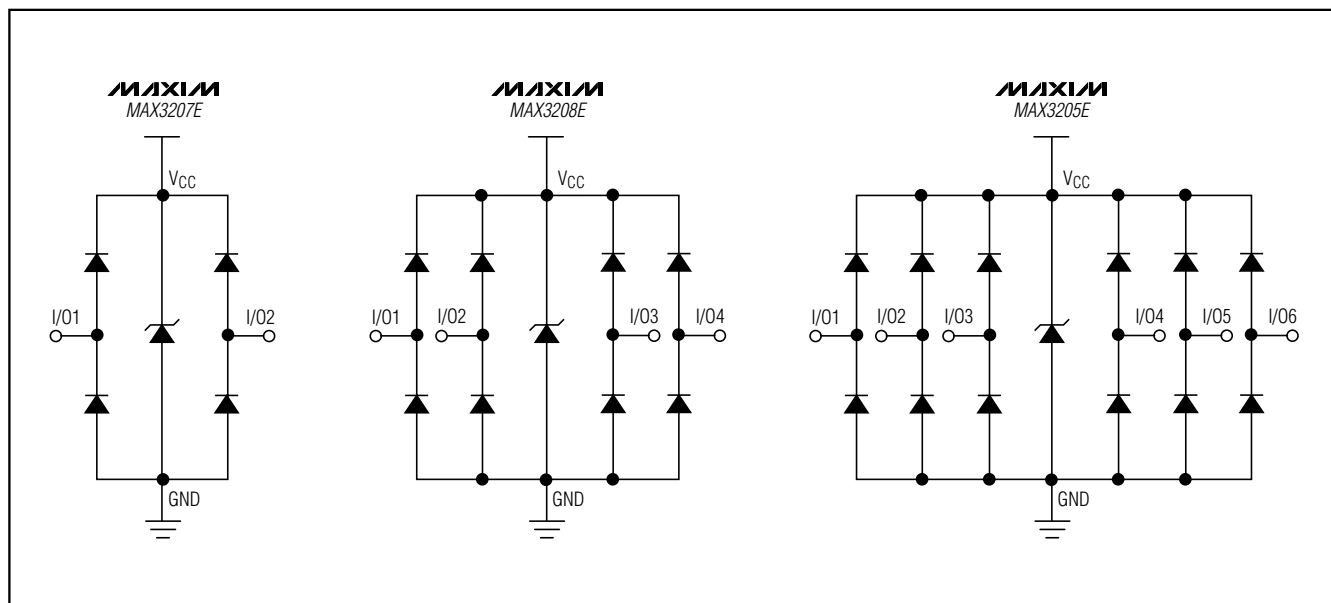 MAXIM
MAX3207E
VCC
I/O1
I/O2
GND
MAXIM
MAX3208E
VCC
I/O1
I/O2
I/O3
I/O4
GND
MAXIM
MAX3205E
VCC
I/O1
I/O2
I/O3
I/O4
I/O5
I/O6
GND